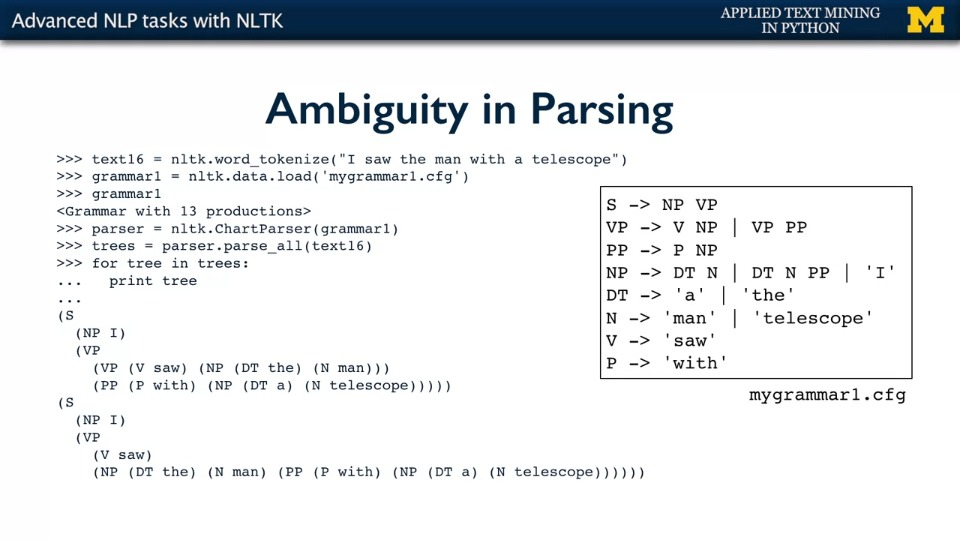 Advanced NLP tasks with NLTK
APPLIED TEXT MINING
IN PYTHON
M
Ambiguity in Parsing
>>> text16 = nltk.word_tokenize("I saw the man with a telescope")
>>> grammar1 = nltk.data.load('mygrammar1.cfg')
>>> grammar1
<Grammar with 13 productions>
>>> parser = nltk.ChartParser(grammar1)
>>> trees = parser.parse_all(text16)
>>> for tree in trees:
...   print tree
...
(S
  (NP I)
  (VP
    (VP (V saw) (NP (DT the) (N man)))
    (PP (P with) (NP (DT a) (N telescope)))))
(S
  (NP I)
  (VP
    (V saw)
    (NP (DT the) (N man) (PP (P with) (NP (DT a) (N telescope))))))
S -> NP VP
VP -> V NP | VP PP
PP -> P NP
NP -> DT N | DT N PP | 'I'
DT -> 'a' | 'the'
N -> 'man' | 'telescope'
V -> 'saw'
P -> 'with'
mygrammar1.cfg